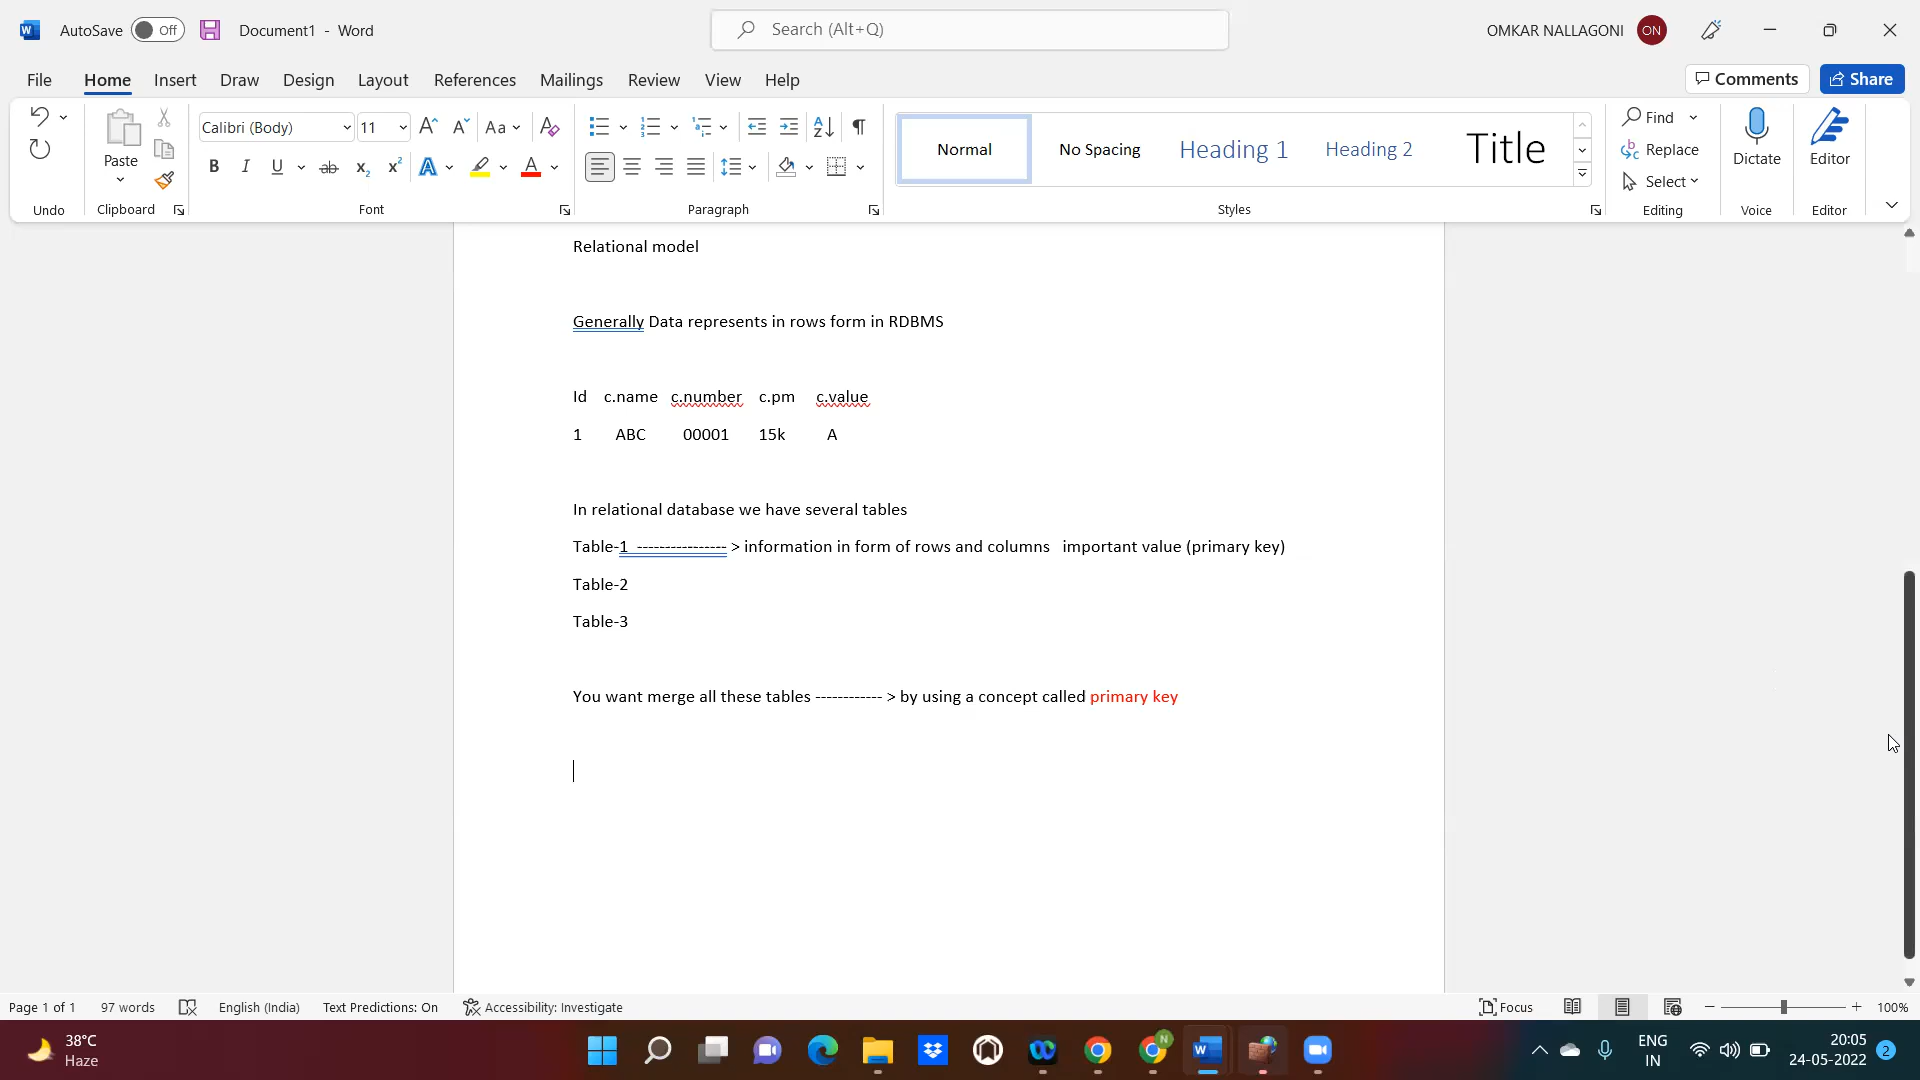 AutoSave Off Document1 - Word Search (Alt+Q) OMKAR NALLAGONI ON
File Home Insert Draw Design Layout References Mailings Review View Help Comments Share
Paste Calibri (Body) 11 Aa Normal No Spacing Heading 1 Heading 2 Title Find Replace Select Dictate Editor
Undo Clipboard Font Paragraph Styles Editing Voice Editor
Relational model
Generally Data represents in rows form in RDBMS
Id c.name c.number c.pm c.value
1 ABC 00001 15k A
In relational database we have several tables
Table-1 ---------------- > information in form of rows and columns important value (primary key)
Table-2
Table-3
You want merge all these tables ------------ > by using a concept called primary key
Page 1 of 1 97 words English (India) Text Predictions: On Accessibility: Investigate Focus 100%
38°C
Haze
ENG
IN
20:05
24-05-2022
2